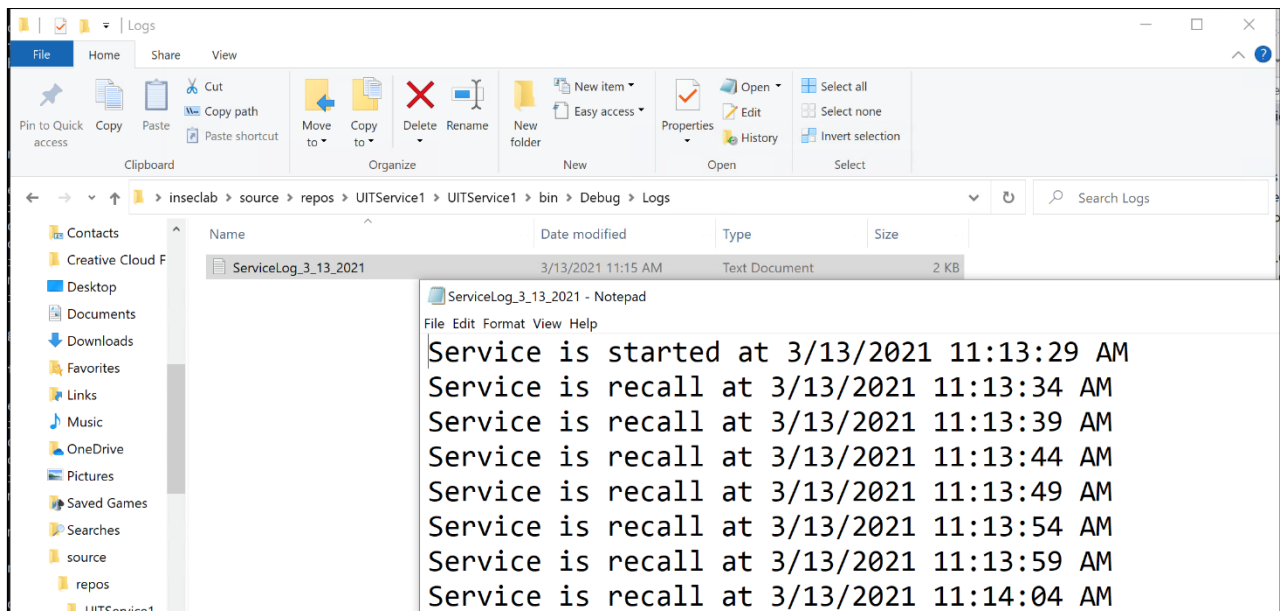 Logs
File Home Share View
Pin to Quick access
Copy
Paste
Cut
Copy path
Paste shortcut
Clipboard
Move to
Copy to
Delete
Rename
Organize
New folder
New item
Easy access
New
Properties
Open
Edit
History
Open
Select all
Select none
Invert selection
Select
inseclab > source > repos > UITService1 > UITService1 > bin > Debug > Logs
Search Logs
Contacts
Creative Cloud F
Desktop
Documents
Downloads
Favorites
Links
Music
OneDrive
Pictures
Saved Games
Searches
source
repos
UITService1
Name Date modified Type Size
ServiceLog_3_13_2021 3/13/2021 11:15 AM Text Document 2 KB
ServiceLog_3_13_2021 - Notepad
File Edit Format View Help
Service is started at 3/13/2021 11:13:29 AM
Service is recall at 3/13/2021 11:13:34 AM
Service is recall at 3/13/2021 11:13:39 AM
Service is recall at 3/13/2021 11:13:44 AM
Service is recall at 3/13/2021 11:13:49 AM
Service is recall at 3/13/2021 11:13:54 AM
Service is recall at 3/13/2021 11:13:59 AM
Service is recall at 3/13/2021 11:14:04 AM